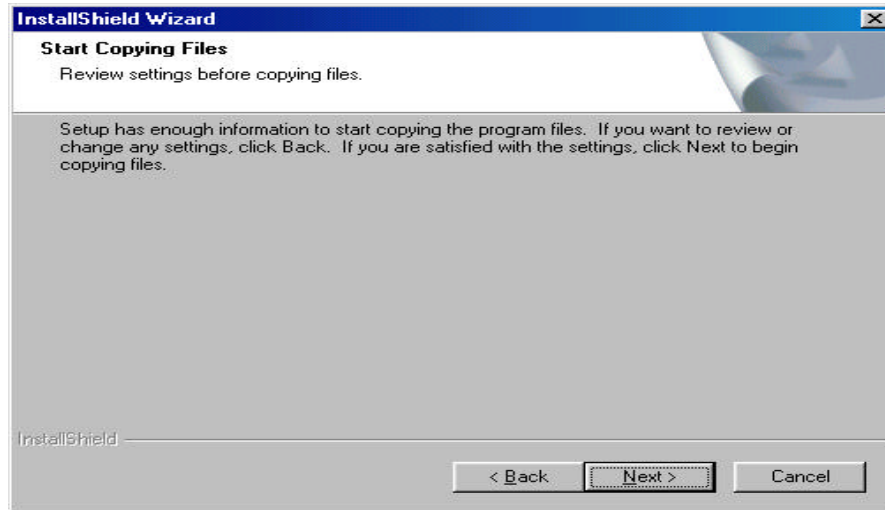 InstallShield Wizard
Start Copying Files
Review settings before copying files.
Setup has enough information to start copying the program files. If you want to review or
change any settings, click Back. If you are satisfied with the settings, click Next to begin
copying files.
InstallShield
< Back Next > Cancel